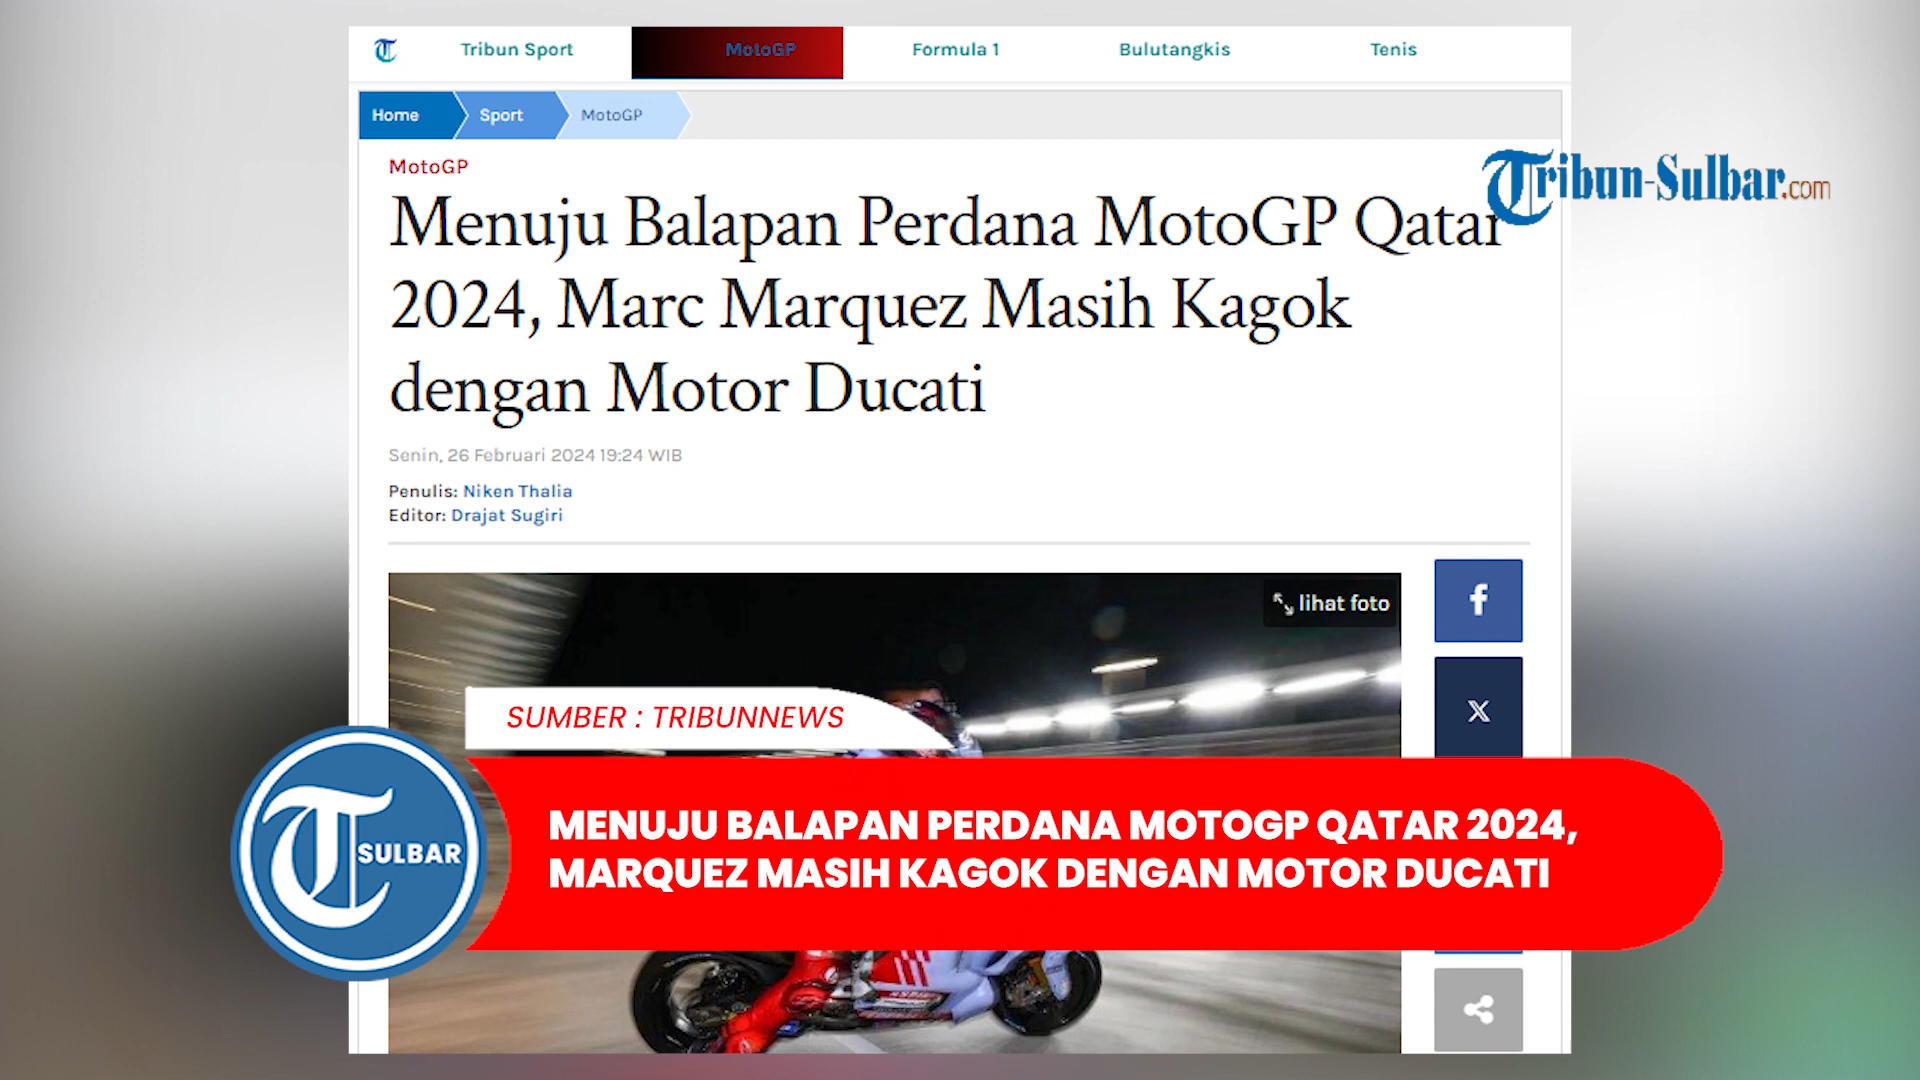 Tribun Sport
MotoGP
Formula 1
Bulutangkis
Tenis
Home
Sport
MotoGP
MotoGP
Tribun-Sulbar.com
Menuju Balapan Perdana MotoGP Qatar
2024, Marc Marquez Masih Kagok
dengan Motor Ducati
Senin, 26 Februari 2024 19:24 WIB
Penulis: Niken Thalia
Editor: Drajat Sugiri
lihat foto
SUMBER : TRIBUNNEWS
T SULBAR
MENUJU BALAPAN PERDANA MOTOGP QATAR 2024,
MARQUEZ MASIH KAGOK DENGAN MOTOR DUCATI